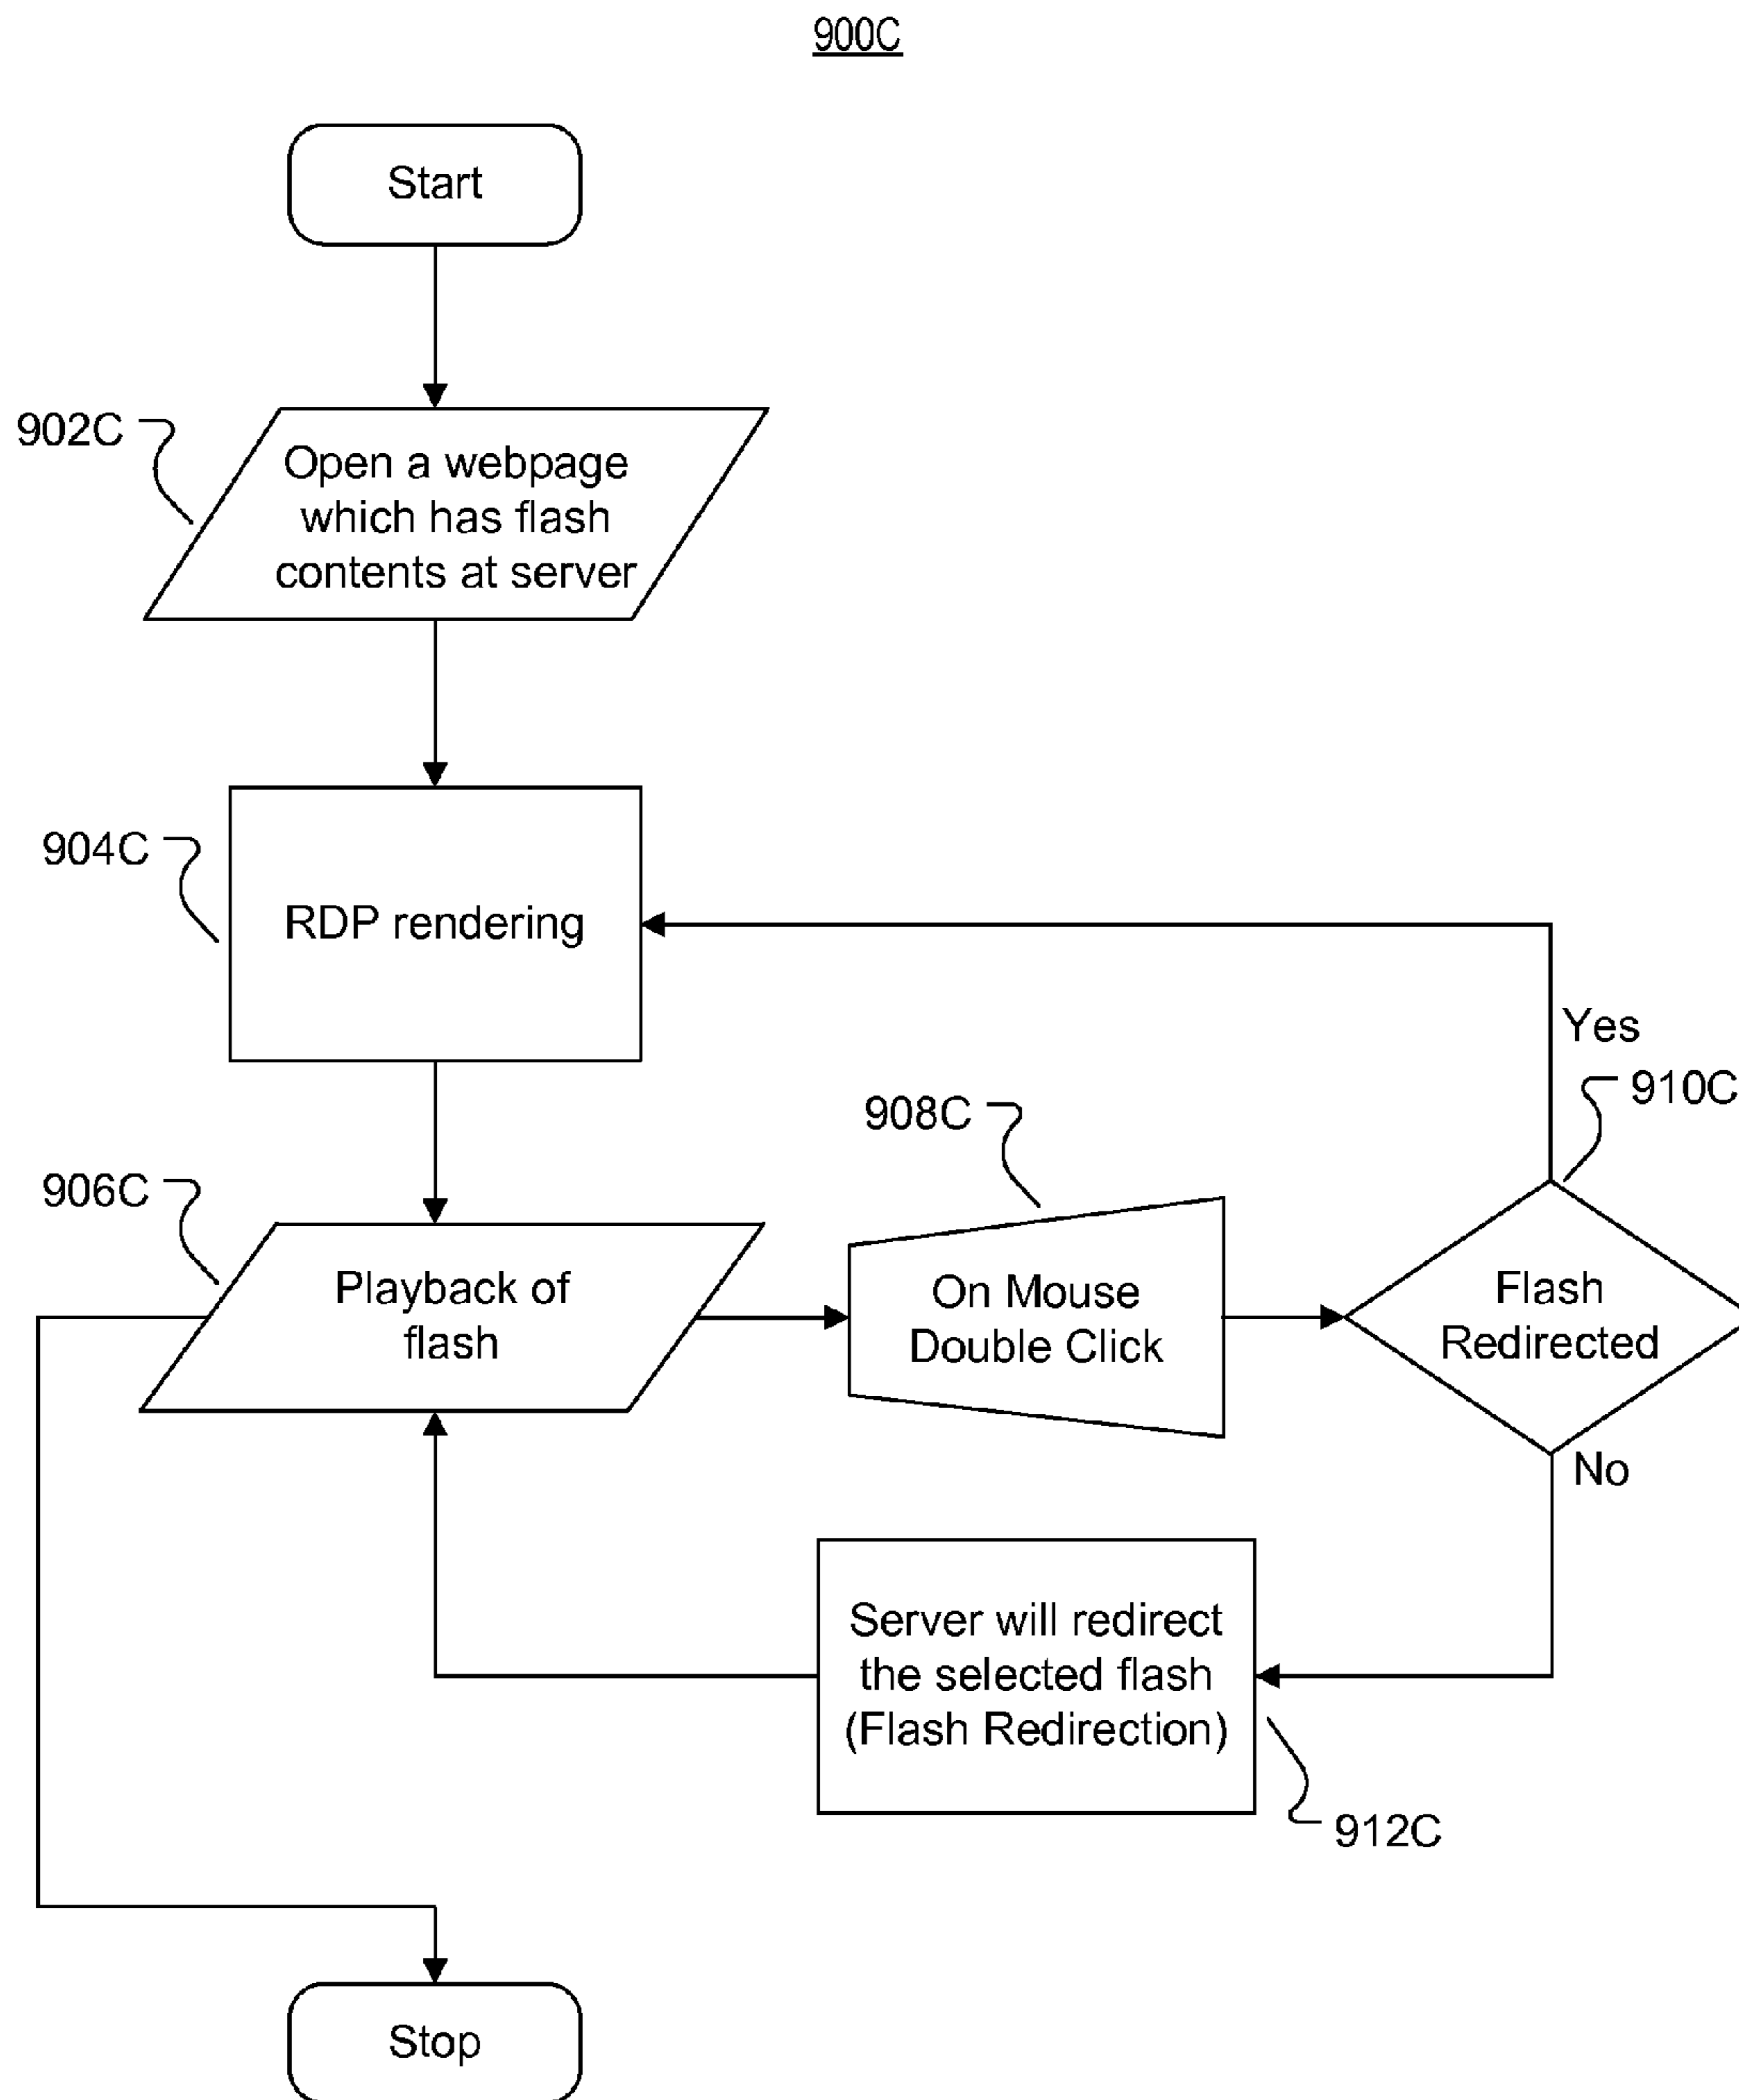 900C
Start
902C
Open a webpage
which has flash
contents at server
904C
RDP rendering
Yes
910C
908C
906C
Playback of
flash
On Mouse
Double Click
Flash
Redirected
No
Server will redirect
the selected flash
(Flash Redirection)
912C
Stop